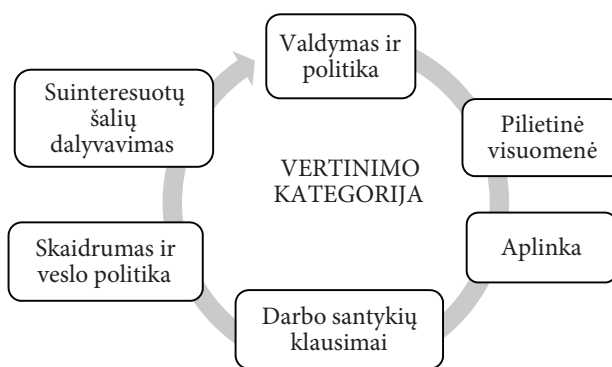 Valdymas ir
politika
Pilietinė
visuomenė
Aplinka
Darbo santykių
klausimai
Skaidrumas ir
veslo politika
Suinteresuotų
šalių
dalyvavimas
VERTINIMO
KATEGORIJA